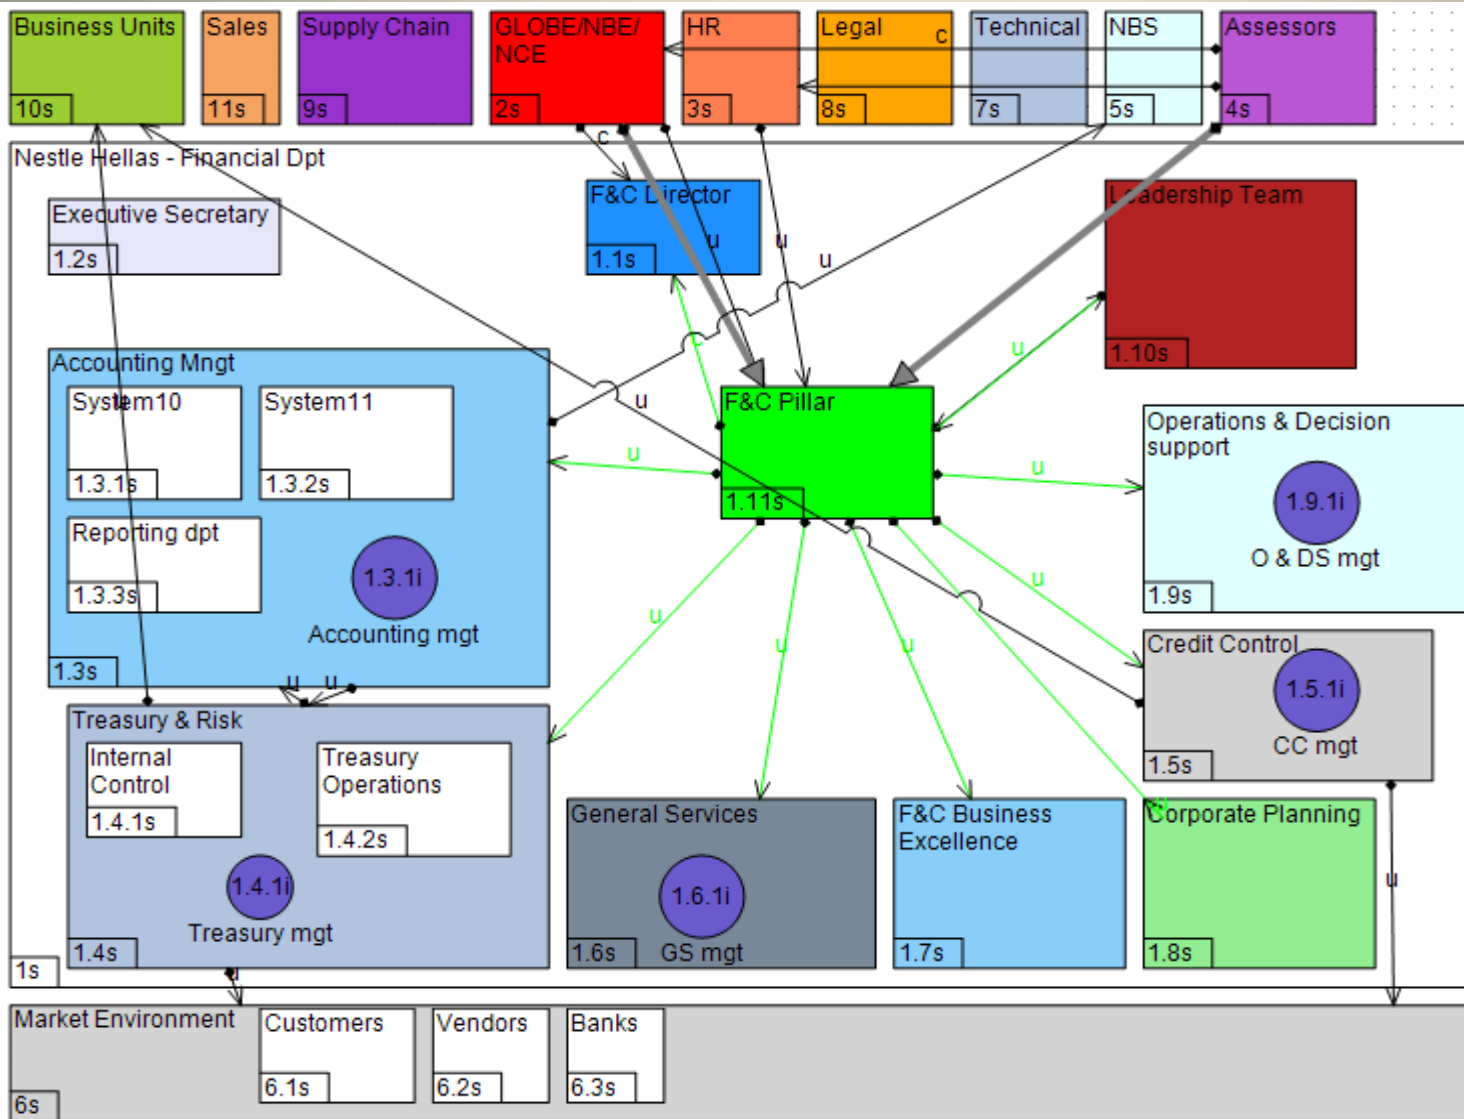 Business Units
10s
Sales
11s
Supply Chain
9s
GLOBE/NBE/
NCE
2s
HR
3s
Legal
8s
c
Technical
7s
NBS
5s
Assessors
4s
Nestle Hellas - Financial Dpt
c
Executive Secretary
1.2s
F&C Director
1.1s
u
u
u
Leadership Team
1.10s
c
u
Accounting Mngt
System10
u
1.3.1s
System11
1.3.2s
Reporting dpt
1.3.3s
1.3.1i
Accounting mgt
1.3s
u
u
F&C Pillar
1.11s
u
Operations & Decision
support
1.9.1i
O & DS mgt
1.9s
u
u
u
u
u
u
u
Credit Control
1.5.1i
CC mgt
1.5s
Treasury & Risk
Internal
Control
1.4.1s
Treasury
Operations
1.4.2s
1.4.1i
Treasury mgt
1.4s
General Services
1.6.1i
1.6s
GS mgt
F&C Business
Excellence
1.7s
u
Corporate Planning
1.8s
u
1s
u
Market Environment
6s
Customers
6.1s
Vendors
6.2s
Banks
6.3s